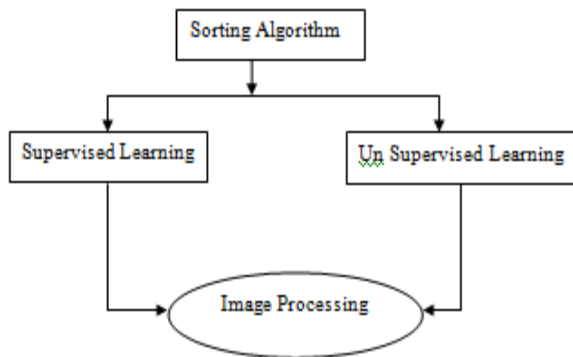 Sorting Algorithm
Supervised Learning
Un Supervised Learning
Image Processing